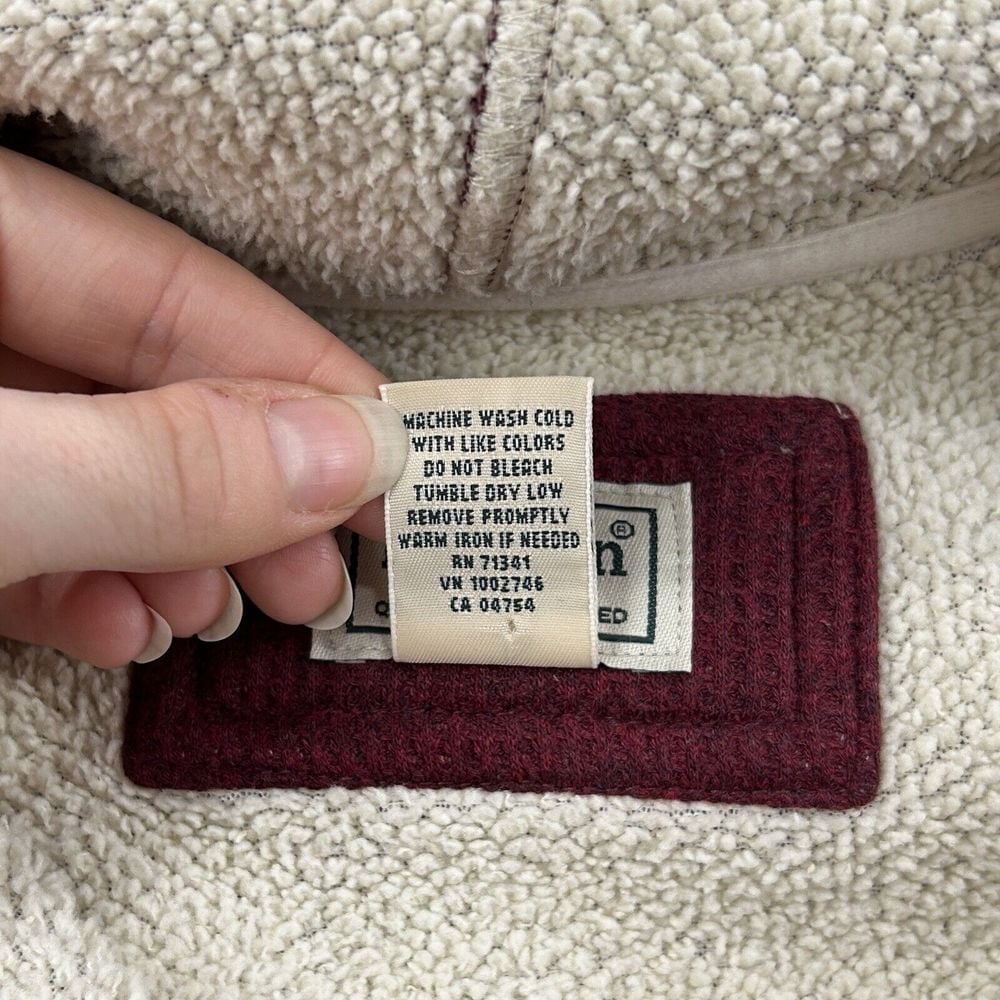 MACHINE WASH COLD
WITH LIKE COLORS
DO NOT BLEACH
TUMBLE DRY LOW
REMOVE PROMPTLY
WARM IRON IF NEEDED
RN 71341
VN 1002746
CA 04754